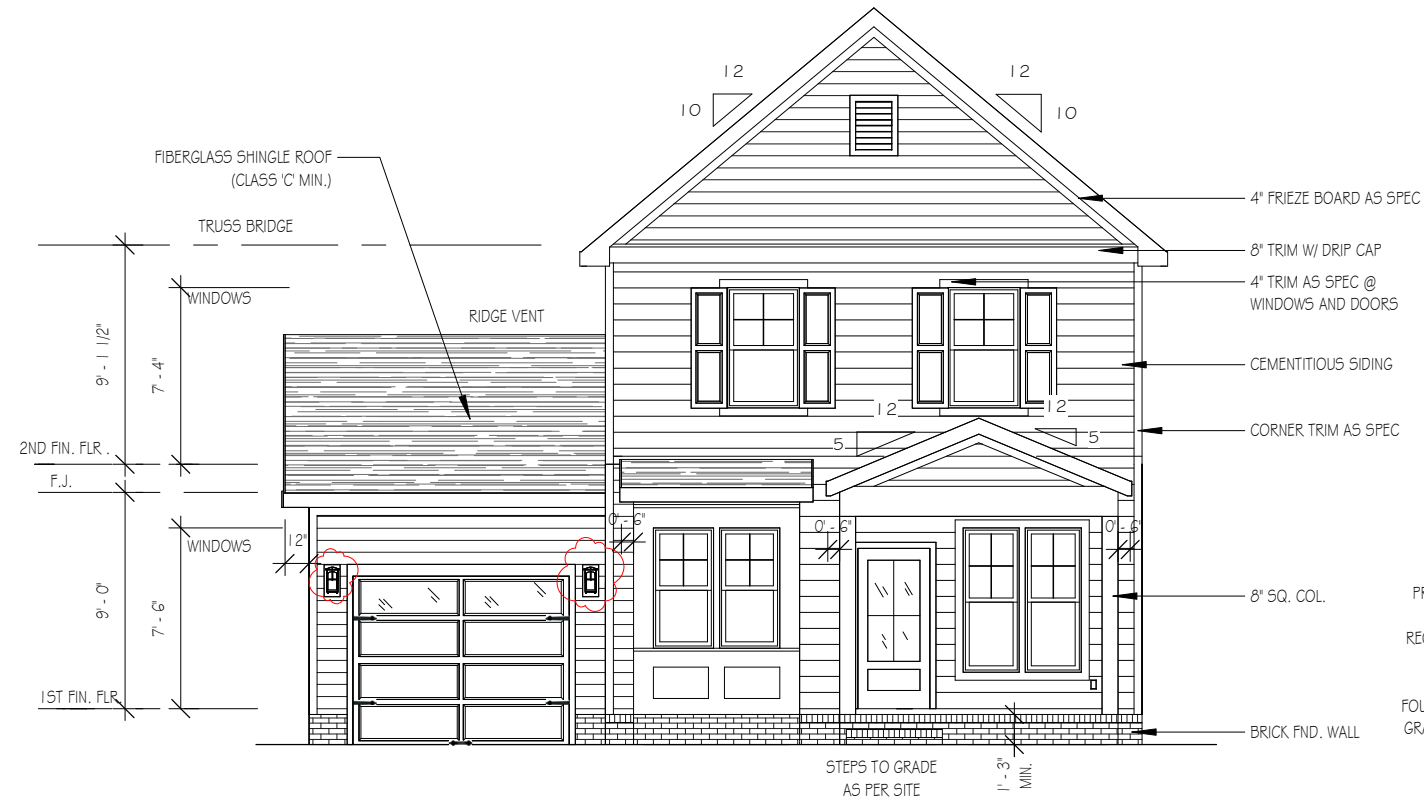 12
10
12
10
FIBERGLASS SHINGLE ROOF
(CLASS 'C' MIN.)
TRUSS BRIDGE
4" FRIEZE BOARD AS SPEC
8" TRIM W/ DRIP CAP
4" TRIM AS SPEC @
WINDOWS AND DOORS
WINDOWS
RIDGE VENT
9' - 1 1/2"
7' - 4"
CEMENTITIOUS SIDING
12
5
12
5
CORNER TRIM AS SPEC
2ND FIN. FLR .
F.J.
WINDOWS
12"
0' - 6"
0' - 6"
0' - 6"
9' - 0"
7' - 6"
8" SQ. COL.
1ST FIN. FLR.
BRICK FND. WALL
STEPS TO GRADE
AS PER SITE
1' - 3"
MIN.